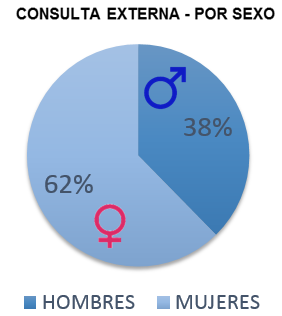 CONSULTA EXTERNA - POR SEXO
38%
62%
HOMBRES MUJERES